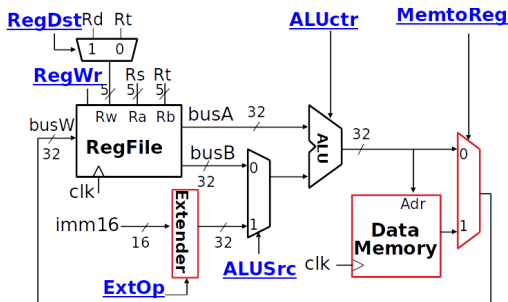 RegDst Rd Rt
ALUctr
MemtoReg
1 0
RegWr
5 Rs 5 Rt 5
busW
32
Rw Ra Rb
RegFile
clk
busA 32
busB
32
0
1
ALU
32
0
1
imm16
16
Extender
32
ExtOp
ALUSrc
Adr
Data
Memory
clk